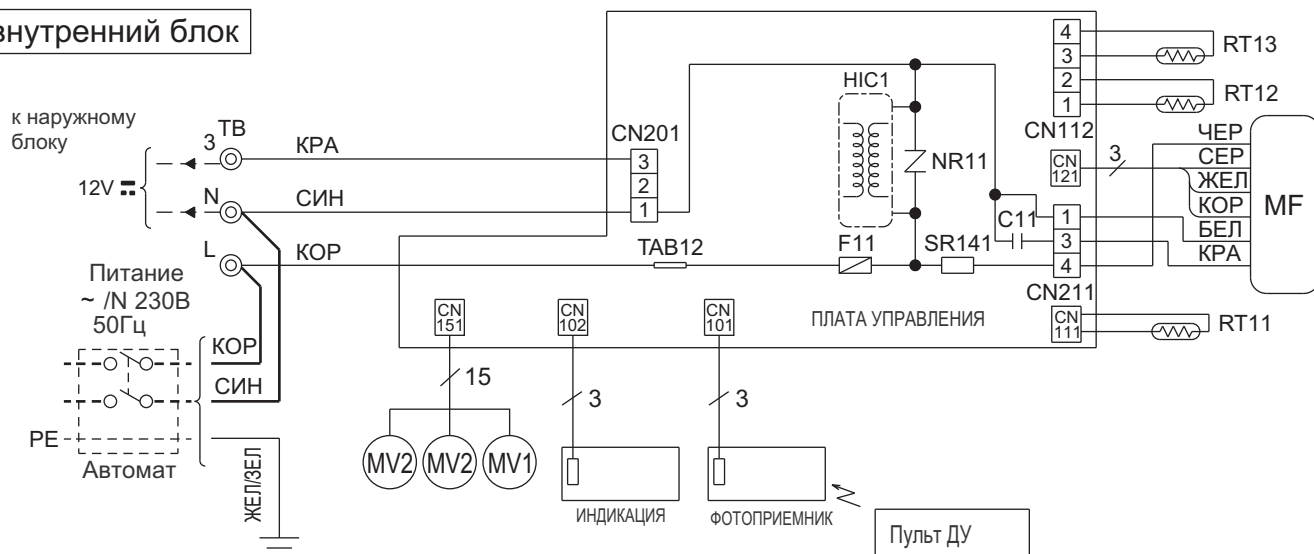 внутренний блок
к наружному
блоку
12V
3
TB
N
L
КРА
СИН
КОР
Питание
~ /N 230В
50Гц
КОР
СИН
PE
Автомат
ЖЕЛ/ЗЕЛ
CN201
3
2
1
TAB12
HIC1
NR11
F11
SR141
C11
CN112
4
3
2
1
RT13
RT12
CN
121
3
ЧЕР
СЕР
ЖЕЛ
КОР
БЕЛ
КРА
MF
1
3
4
CN211
CN
111
RT11
ПЛАТА УПРАВЛЕНИЯ
CN
151
CN
102
CN
101
15
3
3
MV2
MV2
MV1
ИНДИКАЦИЯ
ФОТОПРИЕМНИК
Пульт ДУ